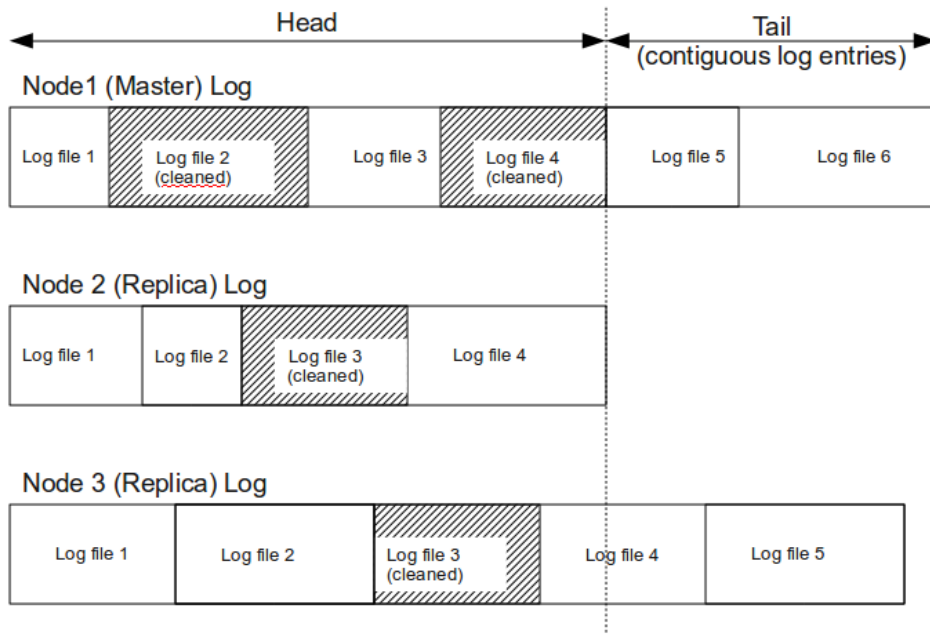 Head
Tail
(contiguous log entries)
Node1 (Master) Log
Log file 1
Log file 2
(cleaned)
Log file 3
Log file 4
(cleaned)
Log file 5
Log file 6
Node 2 (Replica) Log
Log file 1
Log file 2
Log file 3
(cleaned)
Log file 4
Node 3 (Replica) Log
Log file 1
Log file 2
Log file 3
(cleaned)
Log file 4
Log file 5